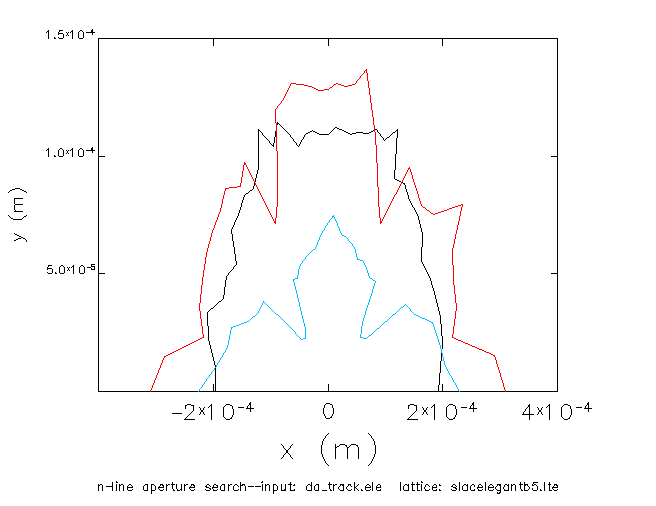 1.5×10⁻⁴
1.0×10⁻⁴
5.0×10⁻⁵
y (m)
−2×10⁻⁴ 0 2×10⁻⁴ 4×10⁻⁴
x (m)
n-line aperture search--input: da_track.ele lattice: slacelegantb5.lte